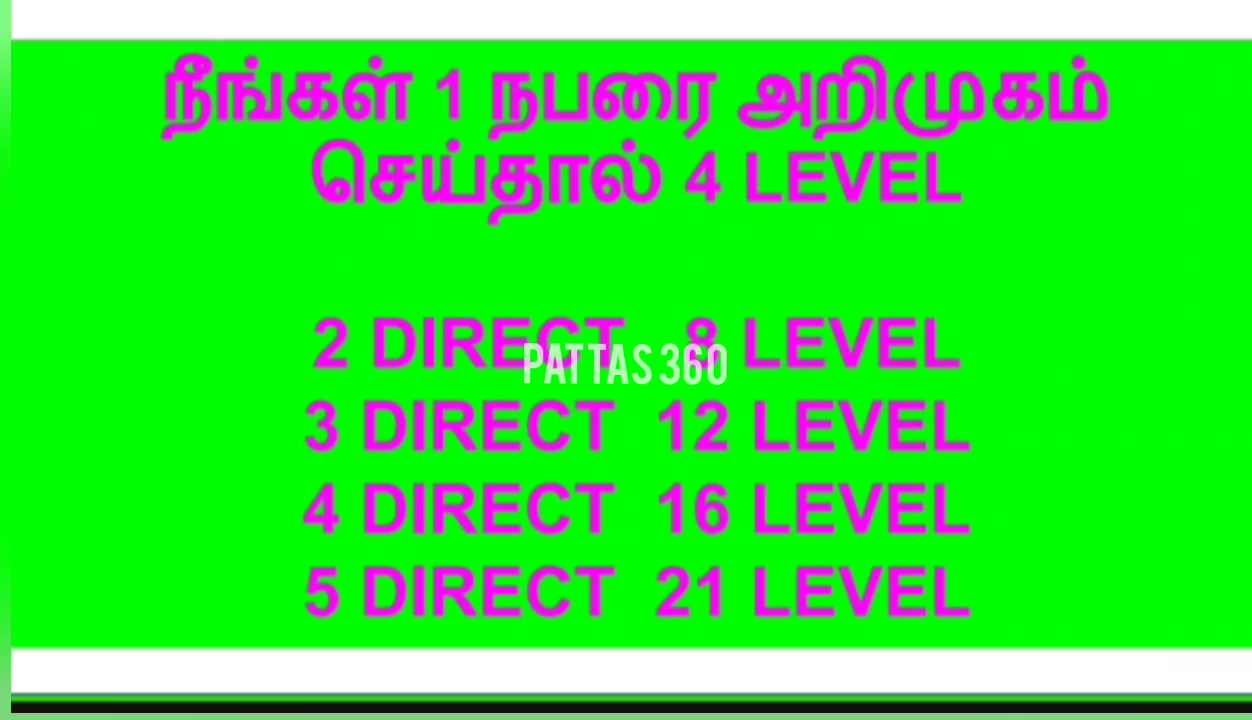 நீங்கள் 1 நபரை அறிமுகம்
செய்தால் 4 LEVEL
2 DIRECT 8 LEVEL
PATTAS 360
3 DIRECT 12 LEVEL
4 DIRECT 16 LEVEL
5 DIRECT 21 LEVEL